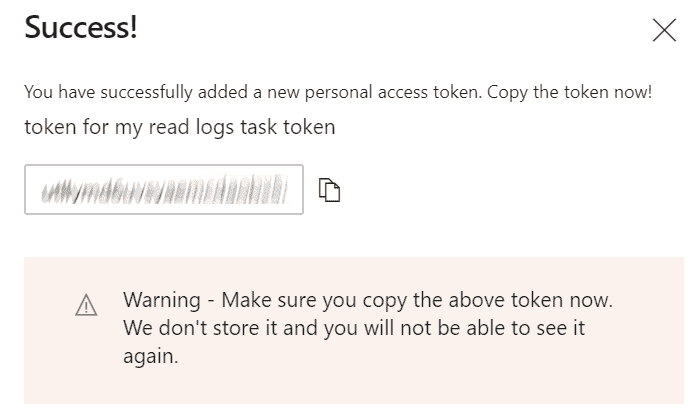 Success!
You have successfully added a new personal access token. Copy the token now!
token for my read logs task token
Warning - Make sure you copy the above token now.
We don't store it and you will not be able to see it
again.